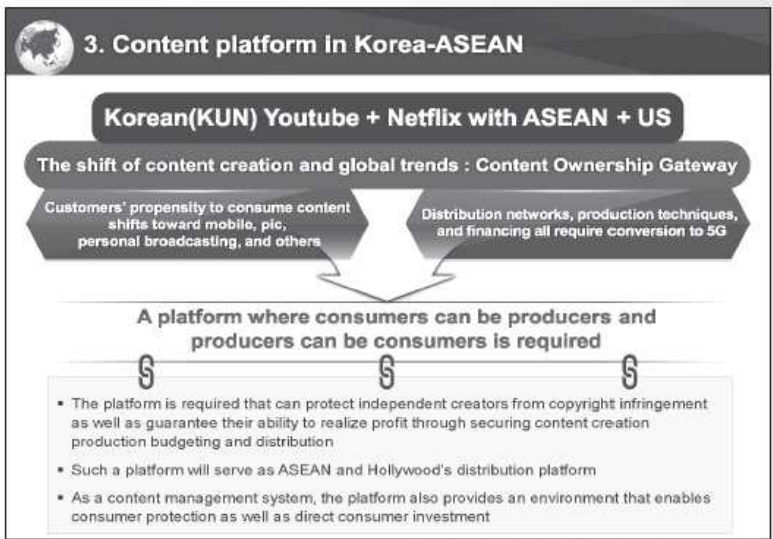 3. Content platform in Korea-ASEAN
Korean(KUN) Youtube + Netflix with ASEAN + US
The shift of content creation and global trends : Content Ownership Gateway
Customers' propensity to consume content
shifts toward mobile, pic,
personal broadcasting, and others
Distribution networks, production techniques,
and financing all require conversion to 5G
A platform where consumers can be producers and
producers can be consumers is required
▪ The platform is required that can protect independent creators from copyright infringement
as well as guarantee their ability to realize profit through securing content creation
production budgeting and distribution
▪ Such a platform will serve as ASEAN and Hollywood's distribution platform
▪ As a content management system, the platform also provides an environment that enables
consumer protection as well as direct consumer investment